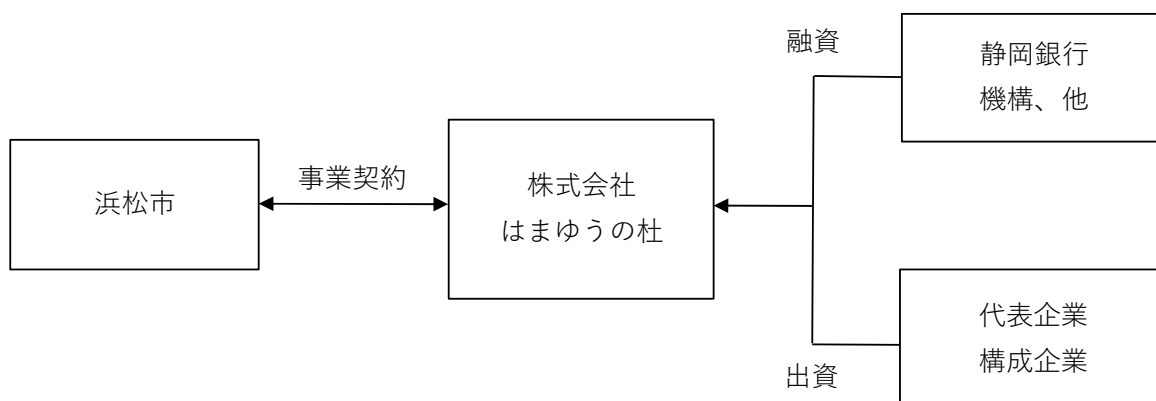 浜松市
事業契約
株式会社
はまゆうの杜
融資
静岡銀行
機構、他
出資
代表企業
構成企業